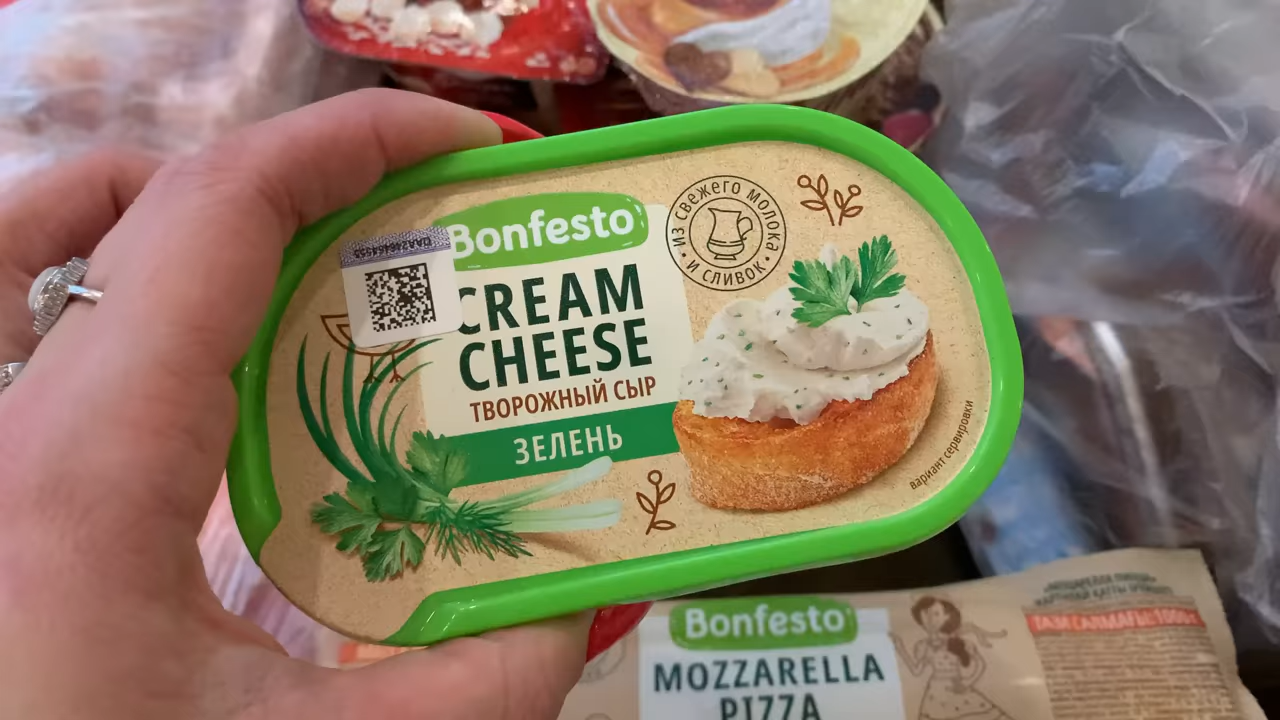 Bonfesto
CREAM
CHEESE
ТВОРОЖНЫЙ СЫР
ЗЕЛЕНЬ
ИЗ СВЕЖЕГО МОЛОКА
И СЛИВОК
вариант сервировки
Bonfesto
MOZZARELLA
PIZZA